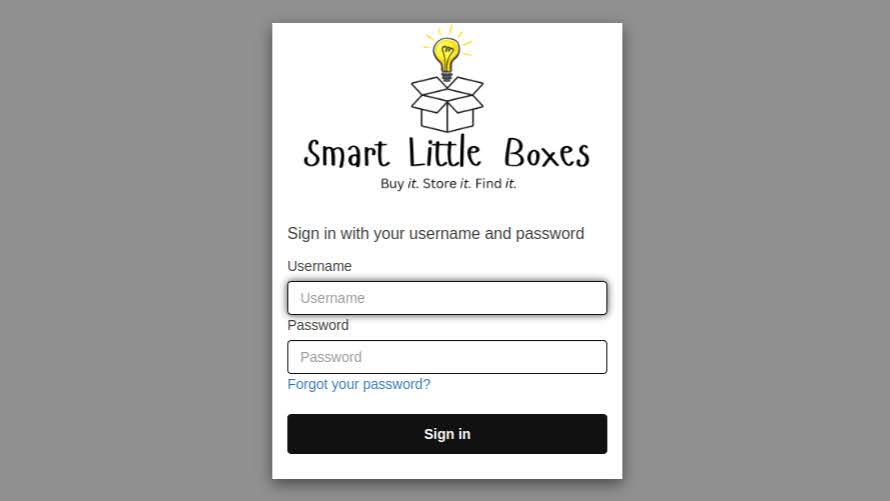 Smart Little Boxes
Buy it. Store it. Find it.
Sign in with your username and password
Username
Username
Password
Password
Forgot your password?
Sign in